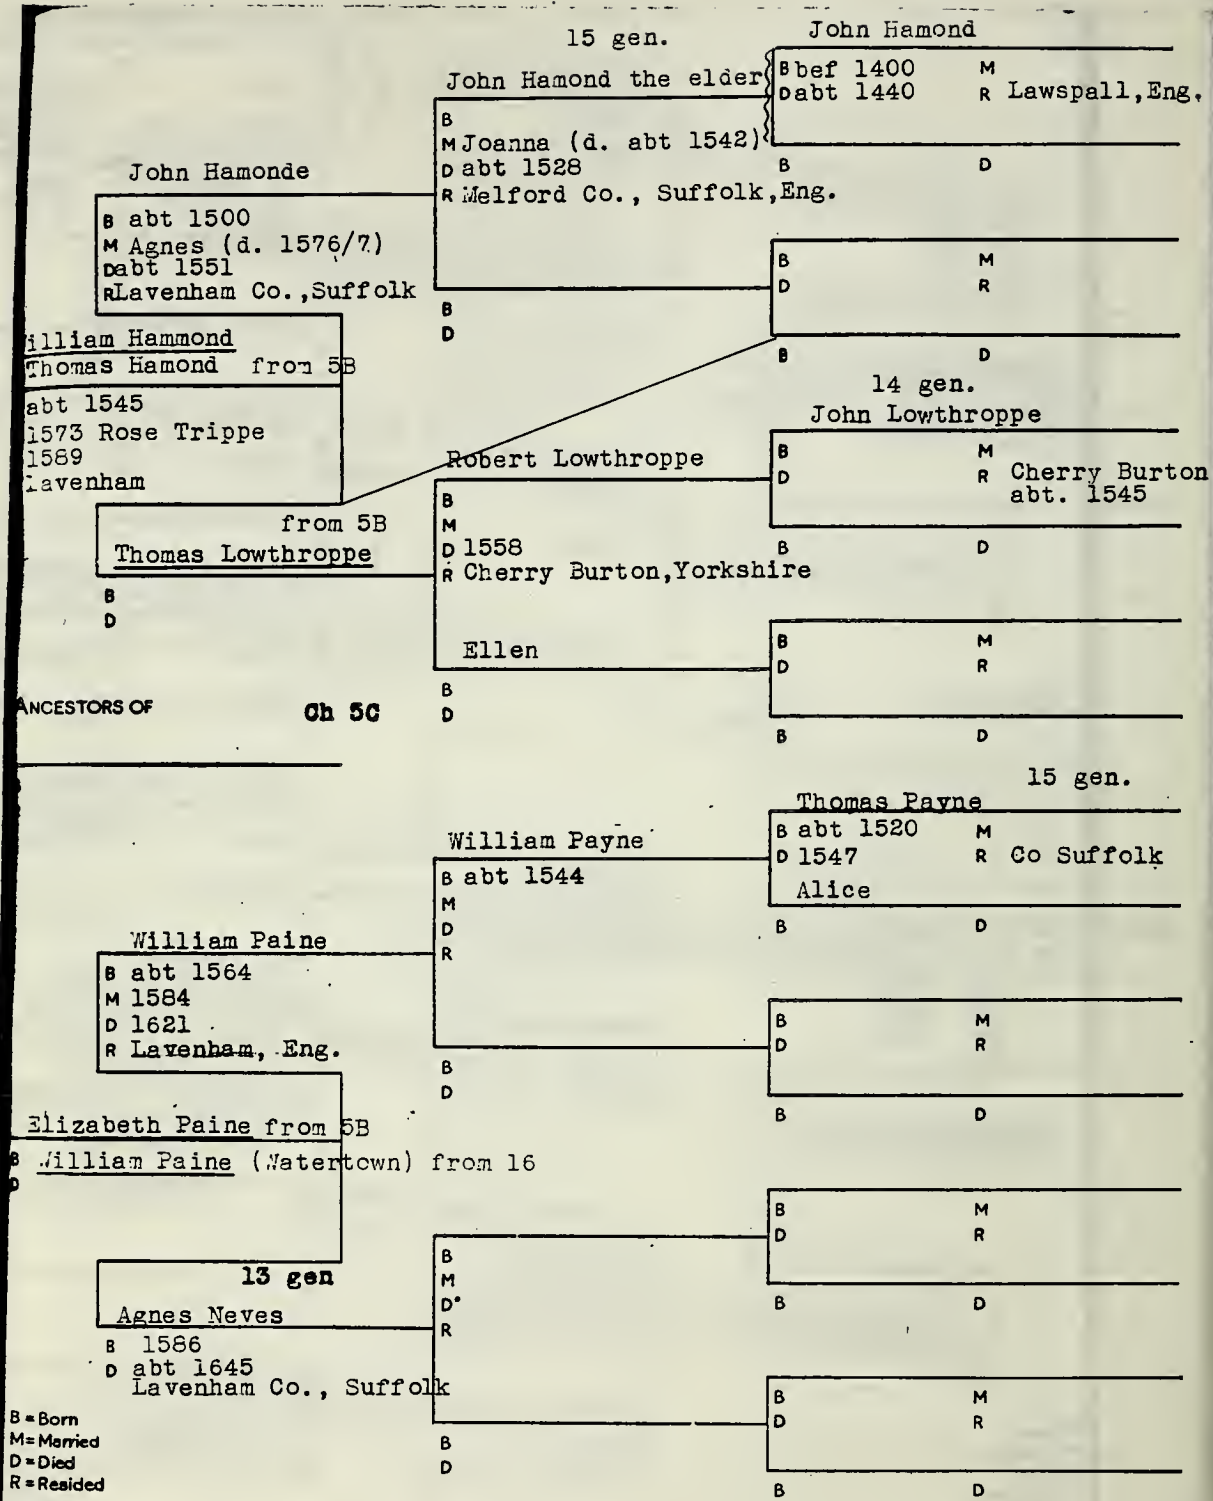 15 gen.
John Hamond
B bef 1400 M
D abt 1440 R Lawspall, Eng.
B D
John Hamond the elder
B
M Joanna (d. abt 1542)
D abt 1528
R Melford Co., Suffolk, Eng.
B
D
John Hamonde
B abt 1500
M Agnes (d. 1576/7)
D abt 1551
R Lavenham Co., Suffolk
B M
D R
B D
illiam Hammond
Thomas Hamond from 5B
abt 1545
1573 Rose Trippe
1589
Lavenham
14 gen.
John Lowthroppe
B M
D R Cherry Burton
abt. 1545
B D
Robert Lowthroppe
B
M
D 1558
R Cherry Burton, Yorkshire
Ellen
B
D
from 5B
Thomas Lowthroppe
B
D
B M
D R
B D
ANCESTORS OF Ch 5C
15 gen.
Thomas Payne
B abt 1520 M
D 1547 R Co Suffolk
Alice
B D
William Payne
B abt 1544
M
D
R
B
D
William Paine
B abt 1564
M 1584
D 1621
R Lavenham, Eng.
B M
D R
B D
Elizabeth Paine from 5B
B William Paine (Watertown) from 16
D
B M
D R
B D
B
M
D
R
B
D
13 gen
Agnes Neves
B 1586
D abt 1645
Lavenham Co., Suffolk
B M
D R
B D
B = Born
M = Married
D = Died
R = Resided